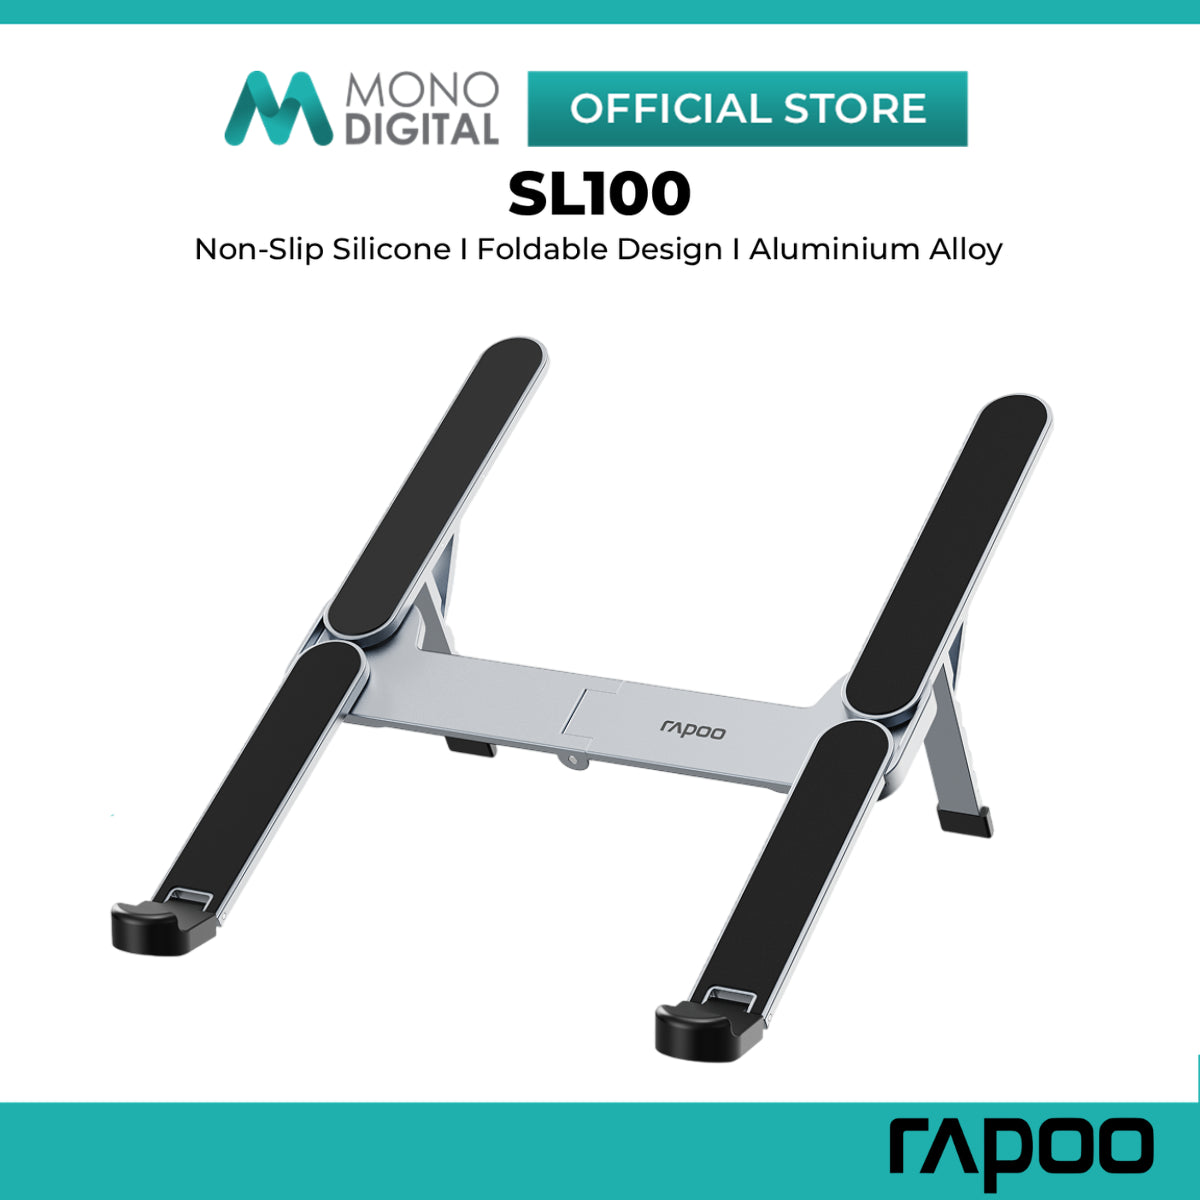 MONO
DIGITAL
OFFICIAL STORE
SL100
Non-Slip Silicone I Foldable Design I Aluminium Alloy
rapoo
rapoo